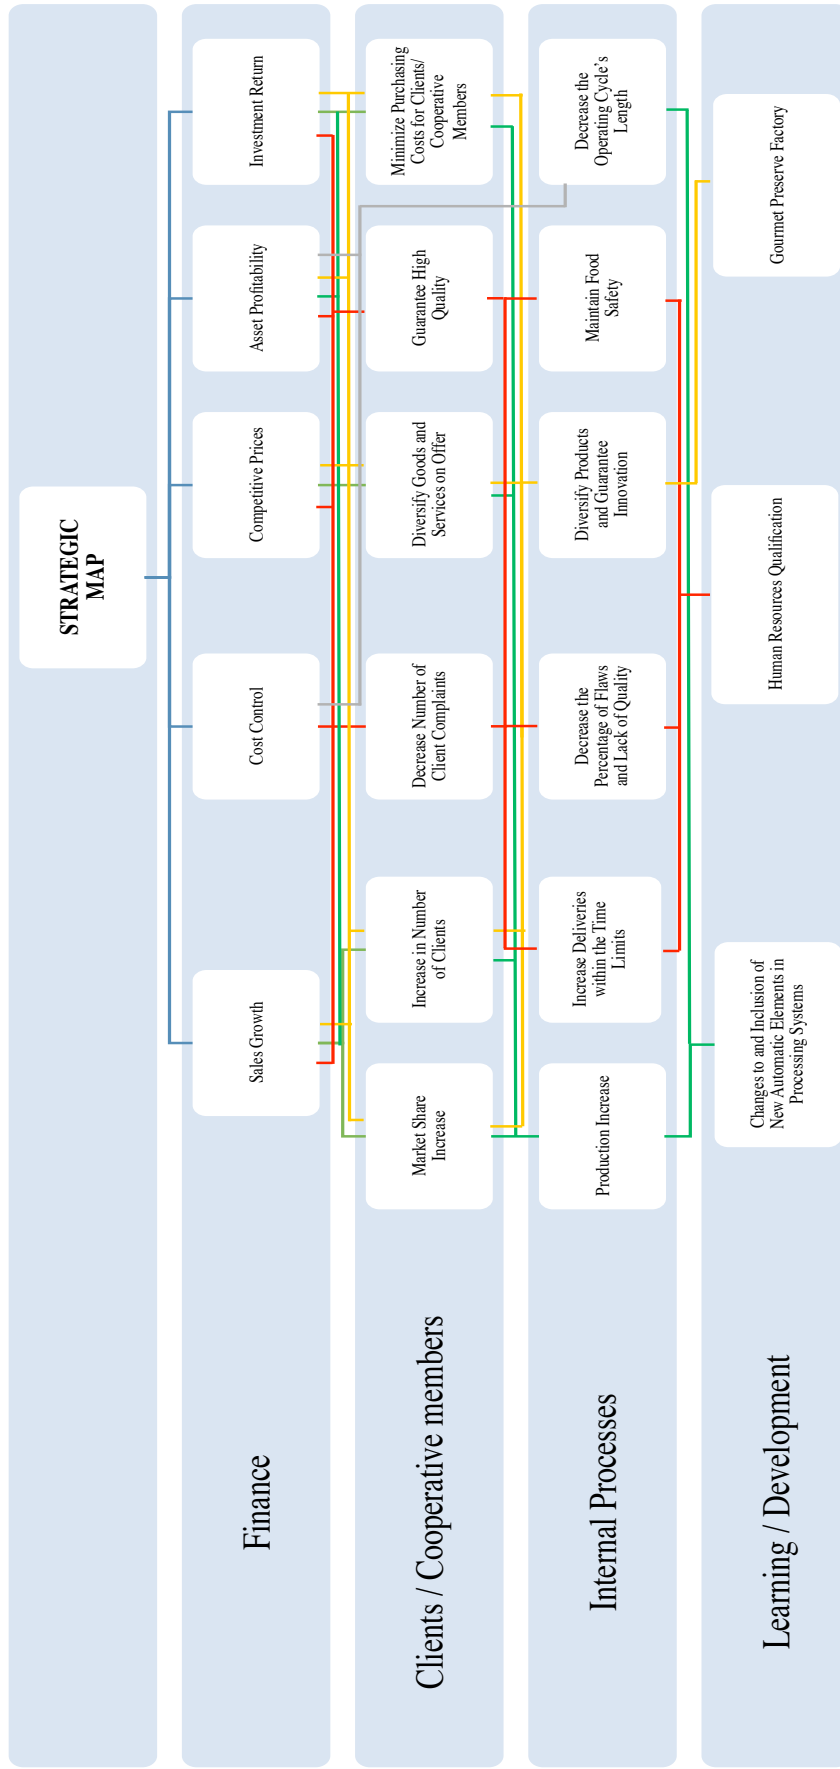 STRATEGIC
MAP
Finance
Sales Growth
Cost Control
Competitive Prices
Asset Profitability
Investment Return
Clients / Cooperative members
Market Share
Increase
Increase in Number
of Clients
Decrease Number of
Client Complaints
Diversify Goods and
Services on Offer
Guarantee High
Quality
Minimize Purchasing
Costs for Clients/
Cooperative
Members
Internal Processes
Production Increase
Increase Deliveries
within the Time
Limits
Decrease the
Percentage of Flaws
and Lack of Quality
Diversify Products
and Guarantee
Innovation
Maintain Food
Safety
Decrease the
Operating Cycle's
Length
Learning / Development
Changes to and Inclusion of
New Automatic Elements in
Processing Systems
Human Resources Qualification
Gourmet Preserve Factory